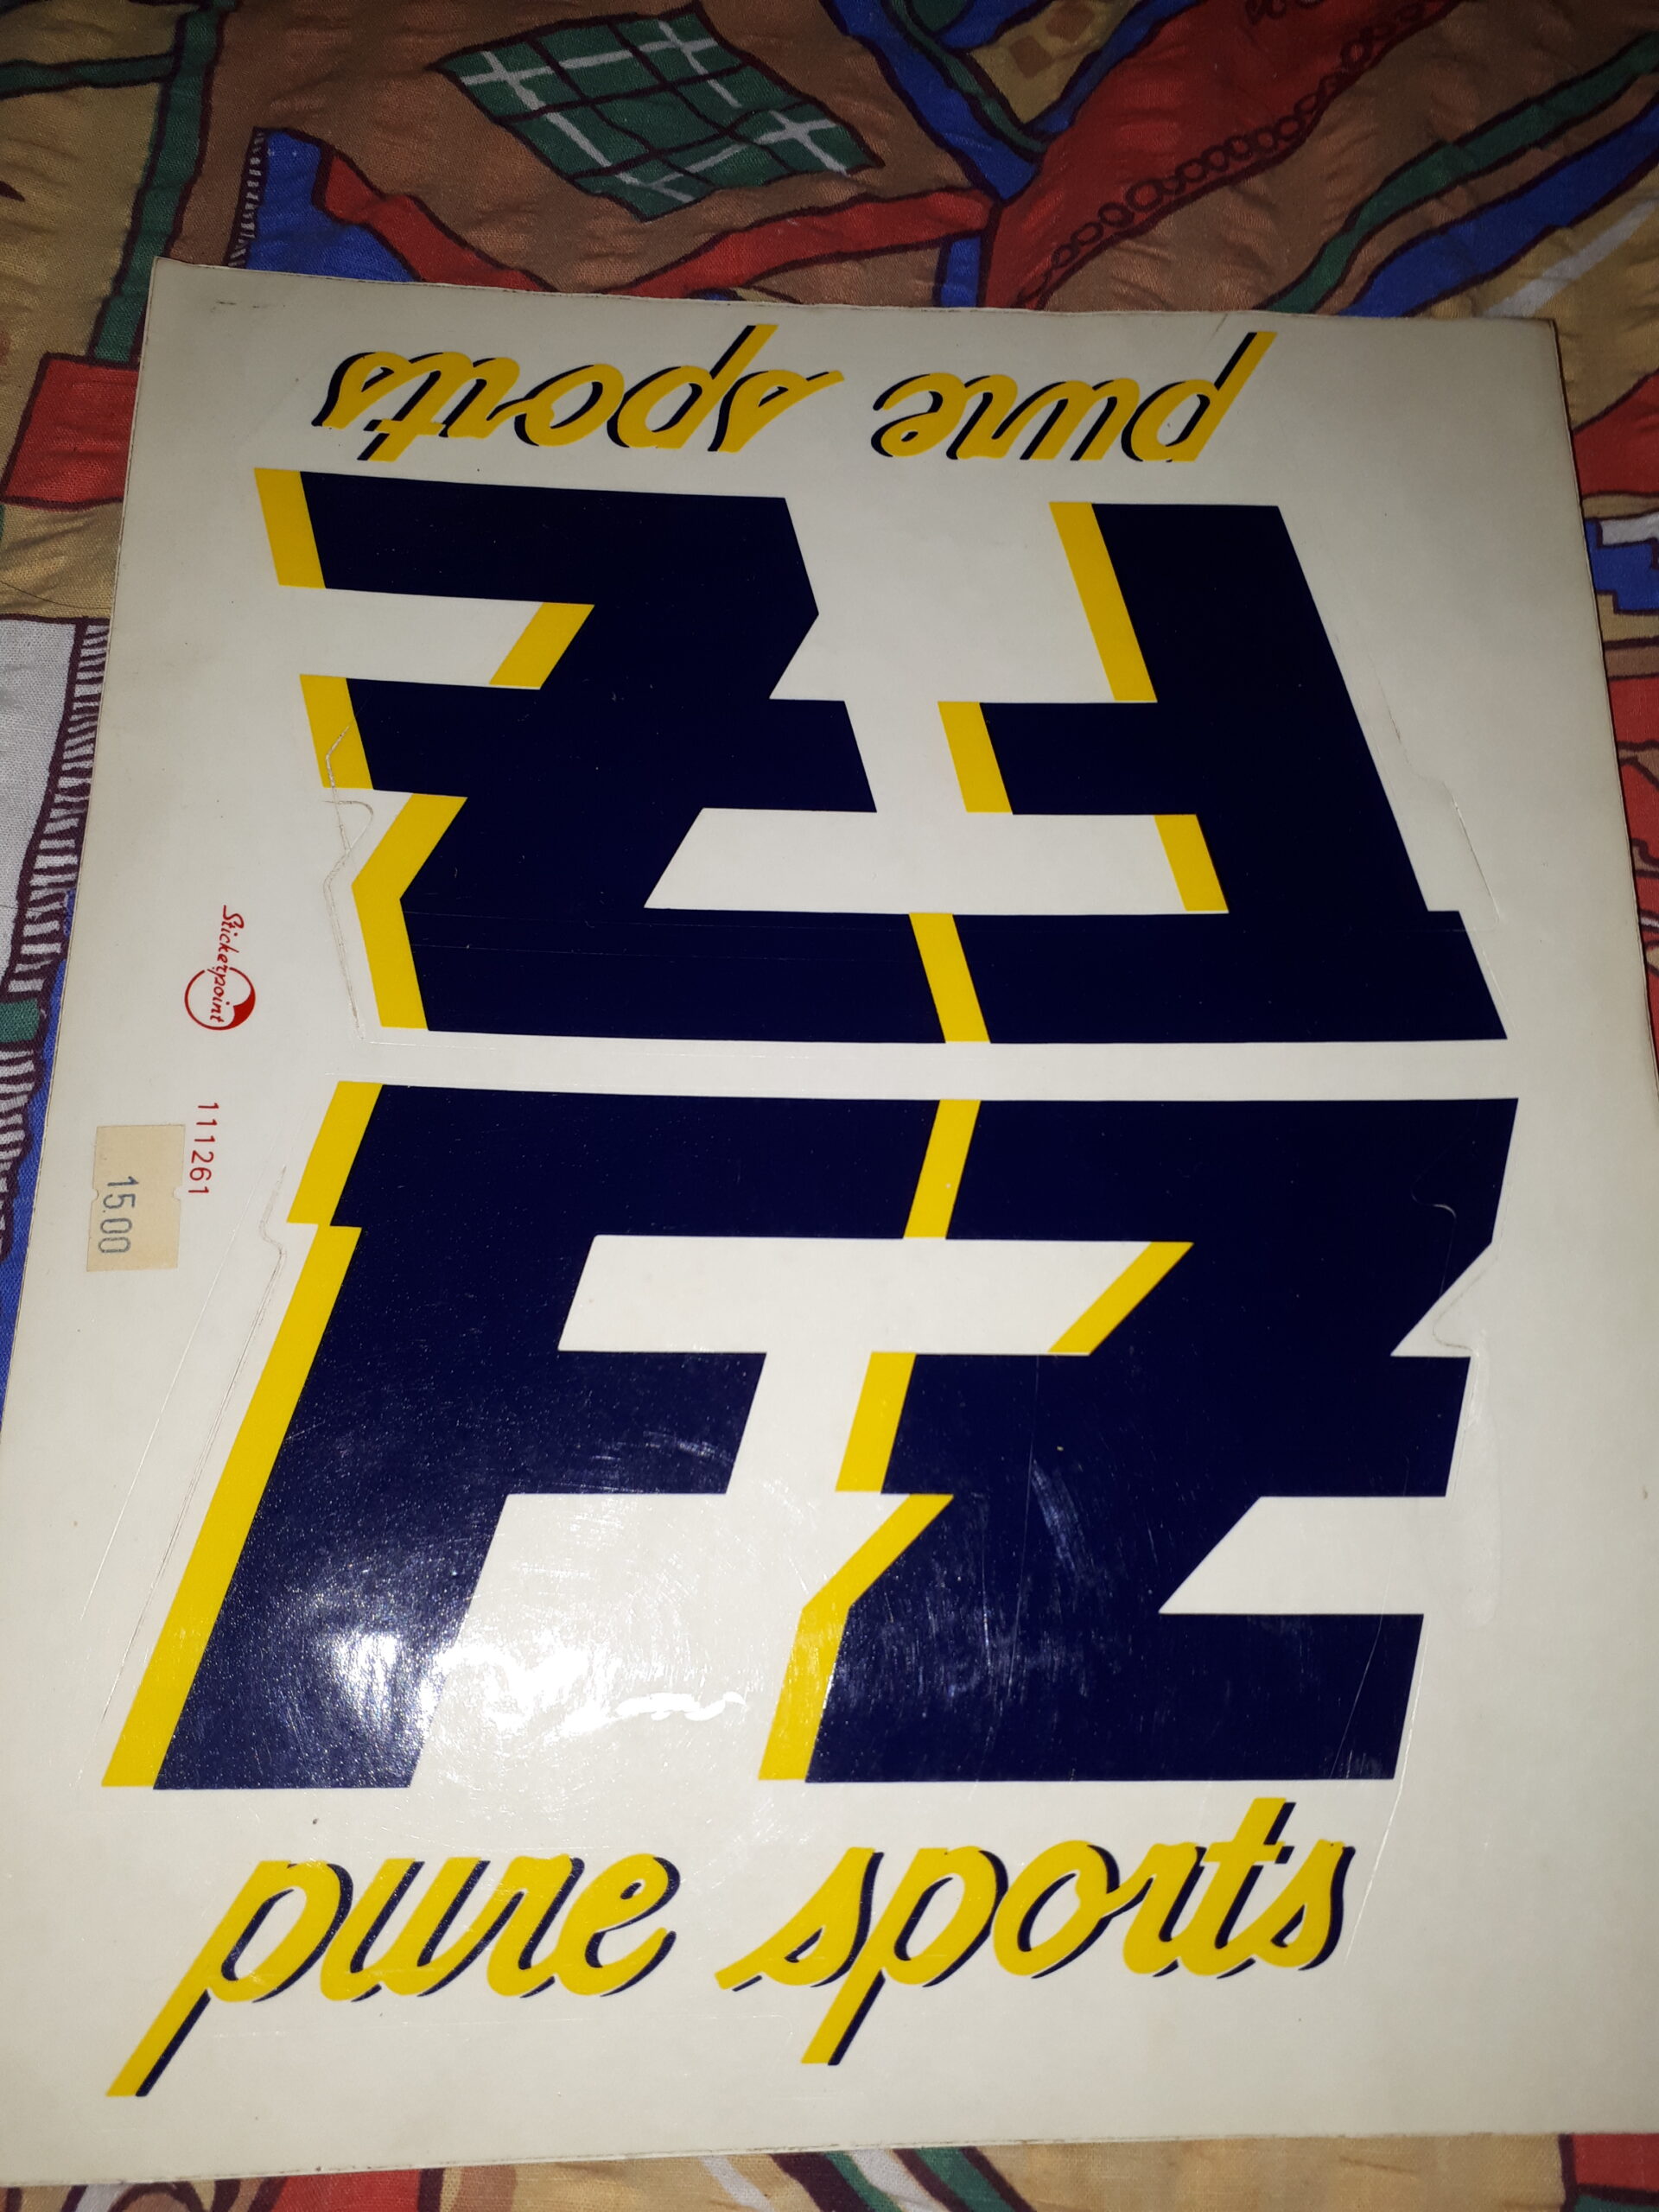 pure sports
FZ
Stickerpoint
111261
15.00
FZ
pure sports